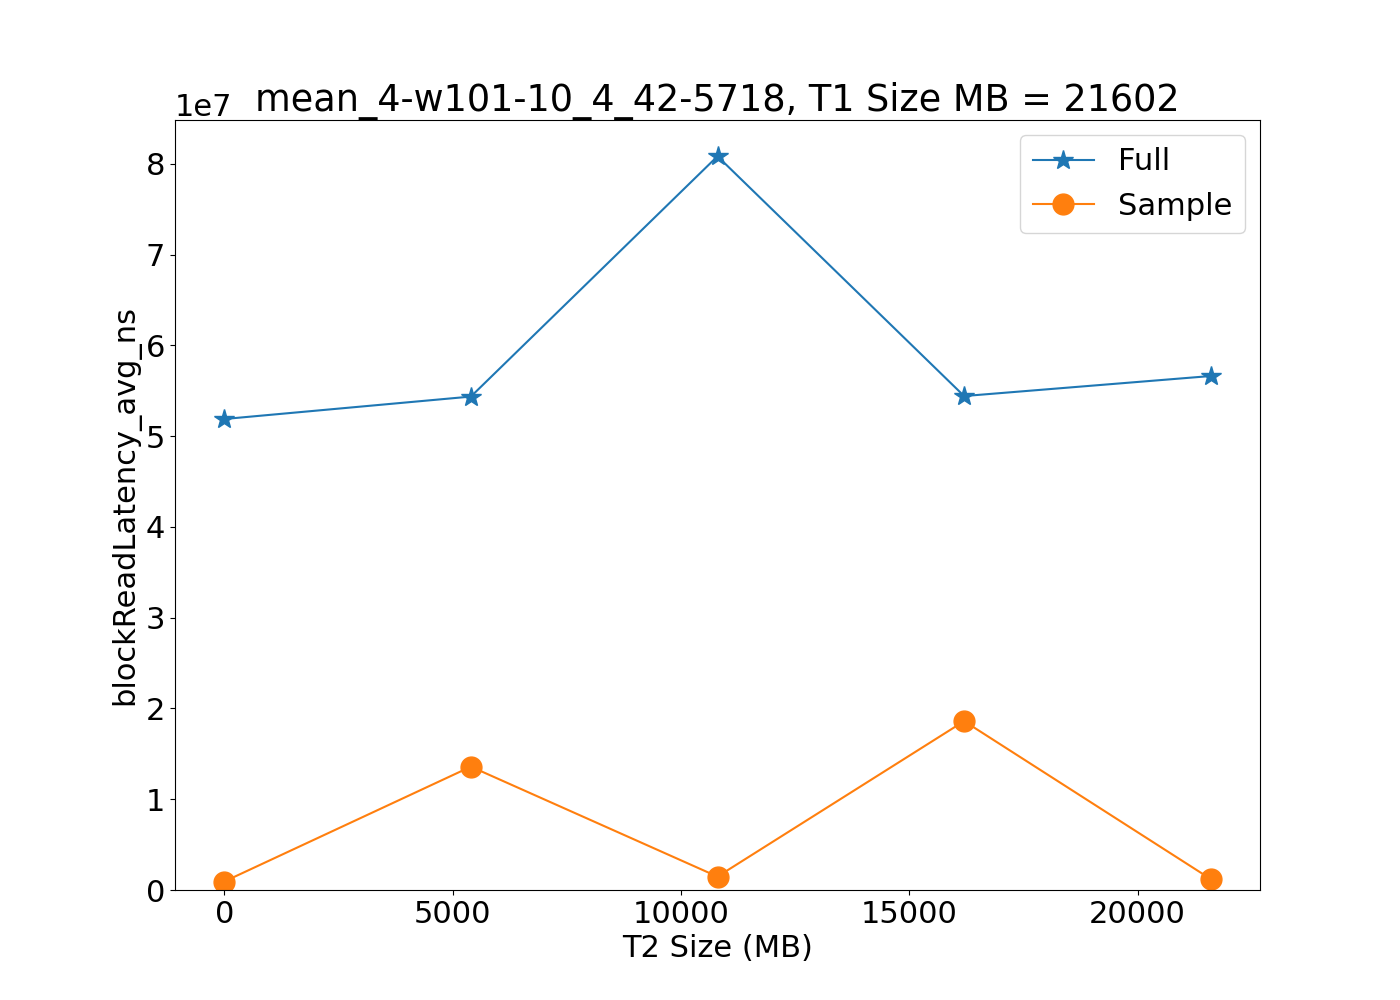 1e7
mean_4-w101-10_4_42-5718, T1 Size MB = 21602
Full
Sample
blockReadLatency_avg_ns
8
7
6
5
4
3
2
1
0
0 5000 10000 15000 20000
T2 Size (MB)